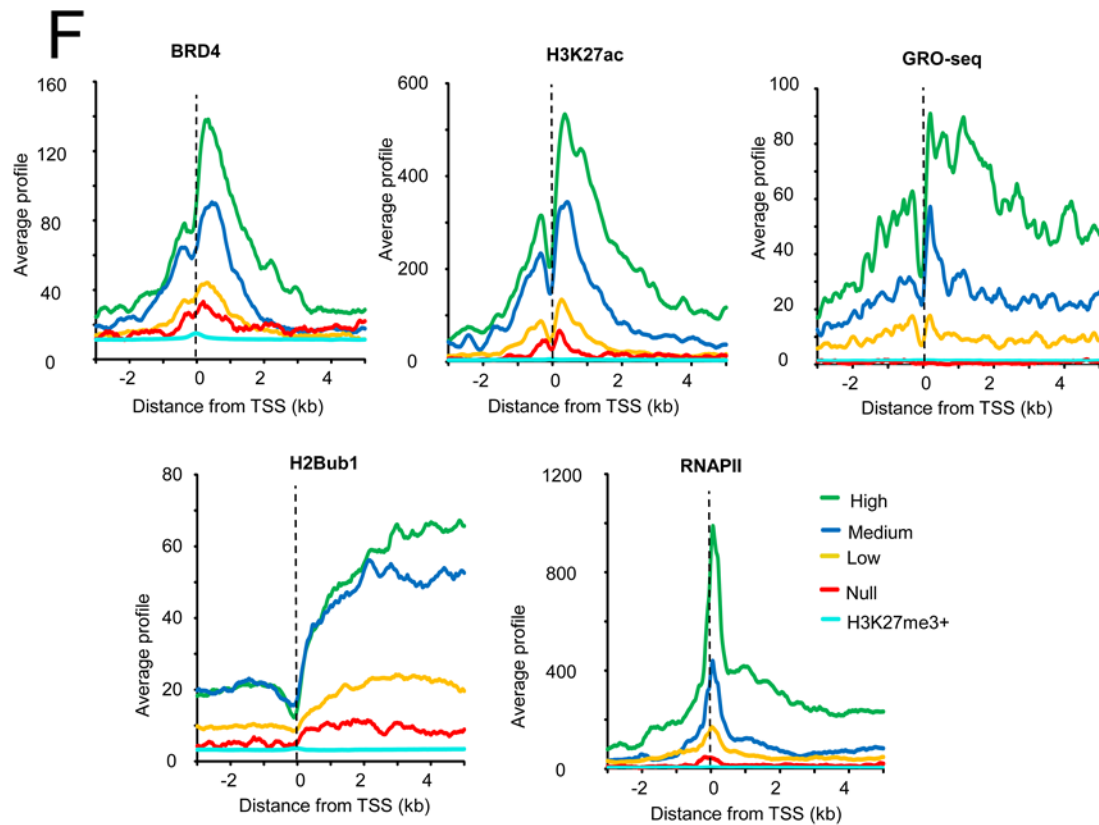 F
BRD4
160
120
80
40
0
Average profile
-2 0 2 4
Distance from TSS (kb)
H3K27ac
600
400
200
0
Average profile
-2 0 2 4
Distance from TSS (kb)
GRO-seq
100
80
60
40
20
0
Average profile
-2 0 2 4
Distance from TSS (kb)
H2Bub1
80
60
40
20
0
Average profile
-2 0 2 4
Distance from TSS (kb)
RNAPII
1200
800
400
0
Average profile
-2 0 2 4
Distance from TSS (kb)
High
Medium
Low
Null
H3K27me3+